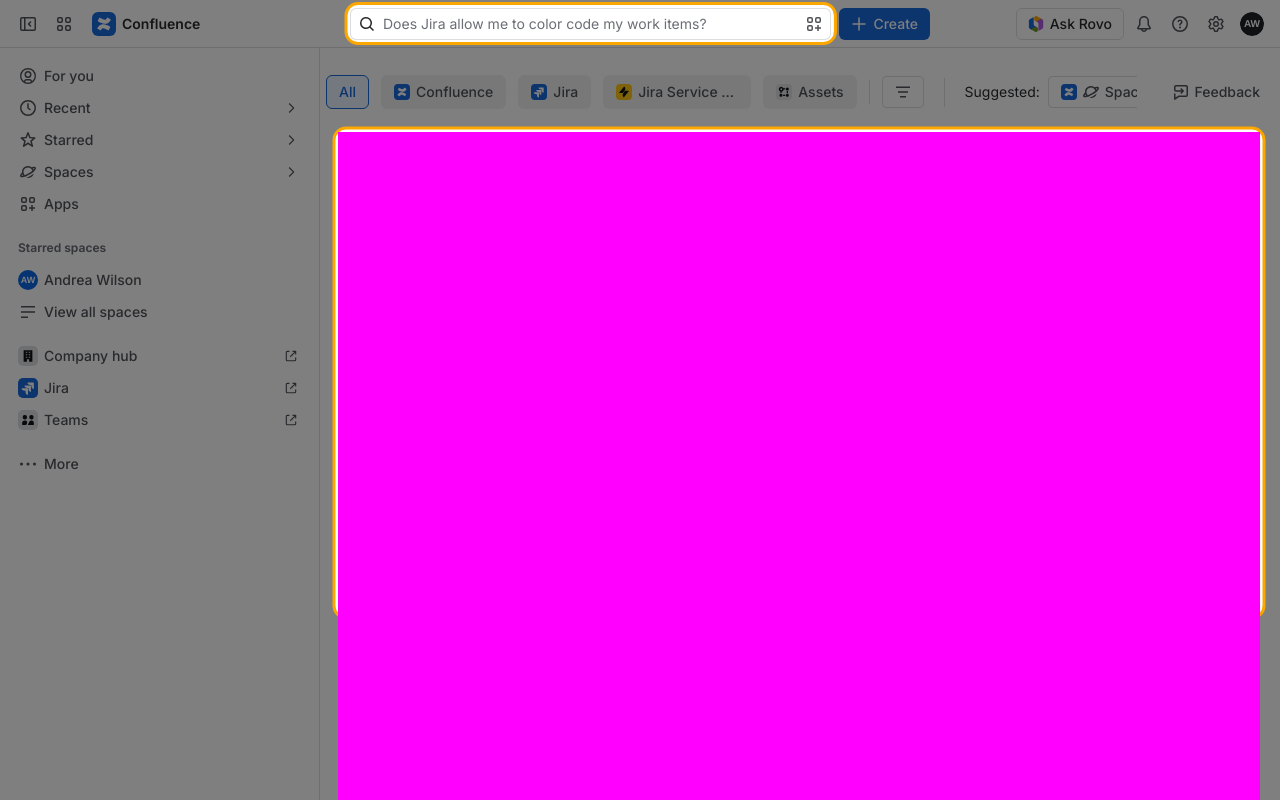 Confluence
Does Jira allow me to color code my work items?
Create
Ask Rovo
AW
For you
Recent
Starred
Spaces
Apps
Starred spaces
AW Andrea Wilson
View all spaces
Company hub
Jira
Teams
More
All
Confluence
Jira
Jira Service ...
Assets
Suggested:
Spac
Feedback